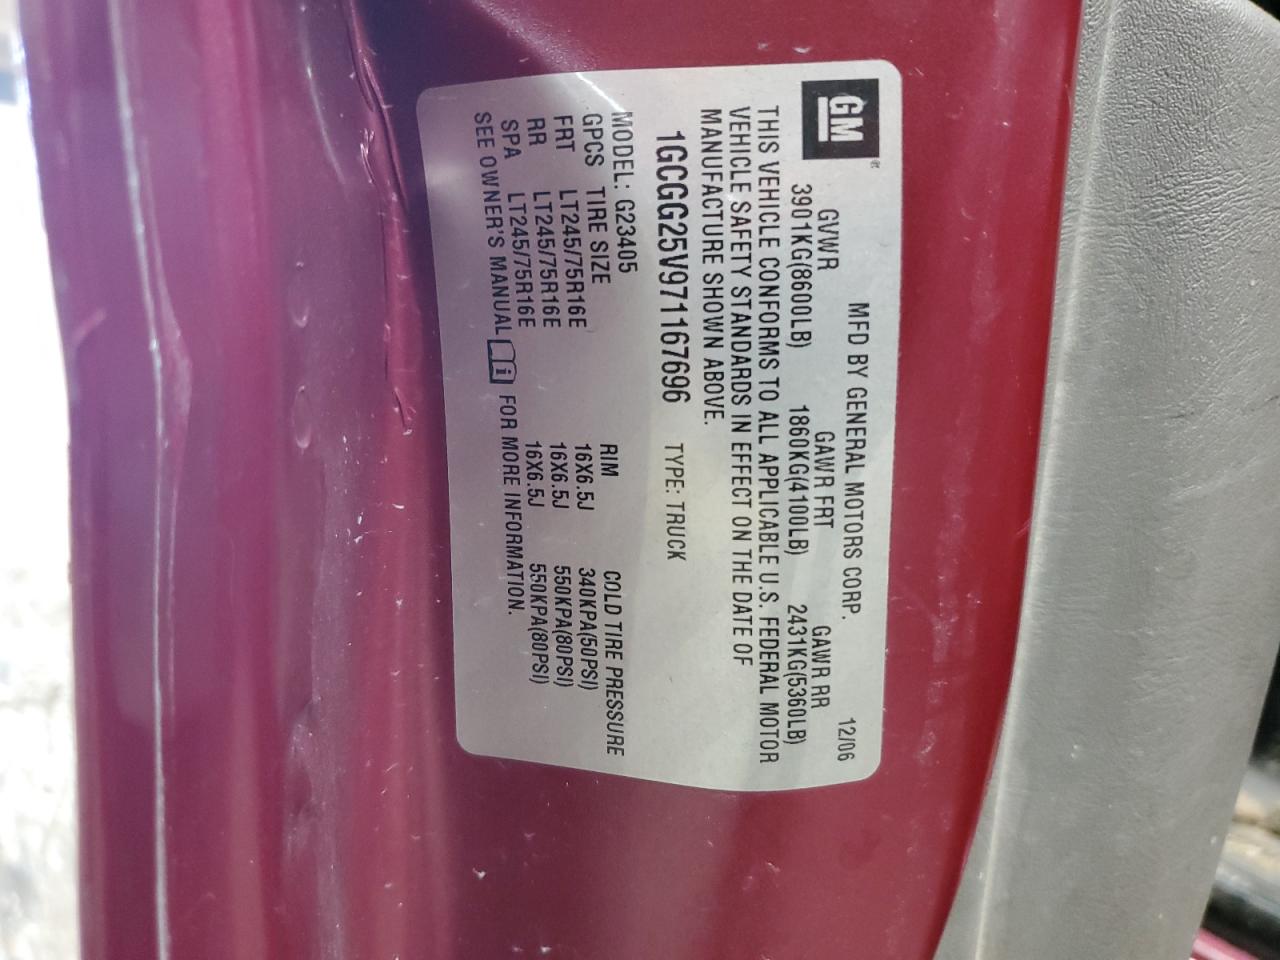 GM®
MFD BY GENERAL MOTORS CORP. 12/06
GVWR GAWR FRT GAWR RR
3901KG(8600LB) 1860KG(4100LB) 2431KG(5360LB)
THIS VEHICLE CONFORMS TO ALL APPLICABLE U.S. FEDERAL MOTOR
VEHICLE SAFETY STANDARDS IN EFFECT ON THE DATE OF
MANUFACTURE SHOWN ABOVE.
1GCGG25V971167696 TYPE: TRUCK
MODEL: G23405
GPCS TIRE SIZE RIM COLD TIRE PRESSURE
FRT LT245/75R16E 16X6.5J 340KPA(50PSI)
RR LT245/75R16E 16X6.5J 550KPA(80PSI)
SPA LT245/75R16E 16X6.5J 550KPA(80PSI)
SEE OWNER'S MANUAL i FOR MORE INFORMATION.